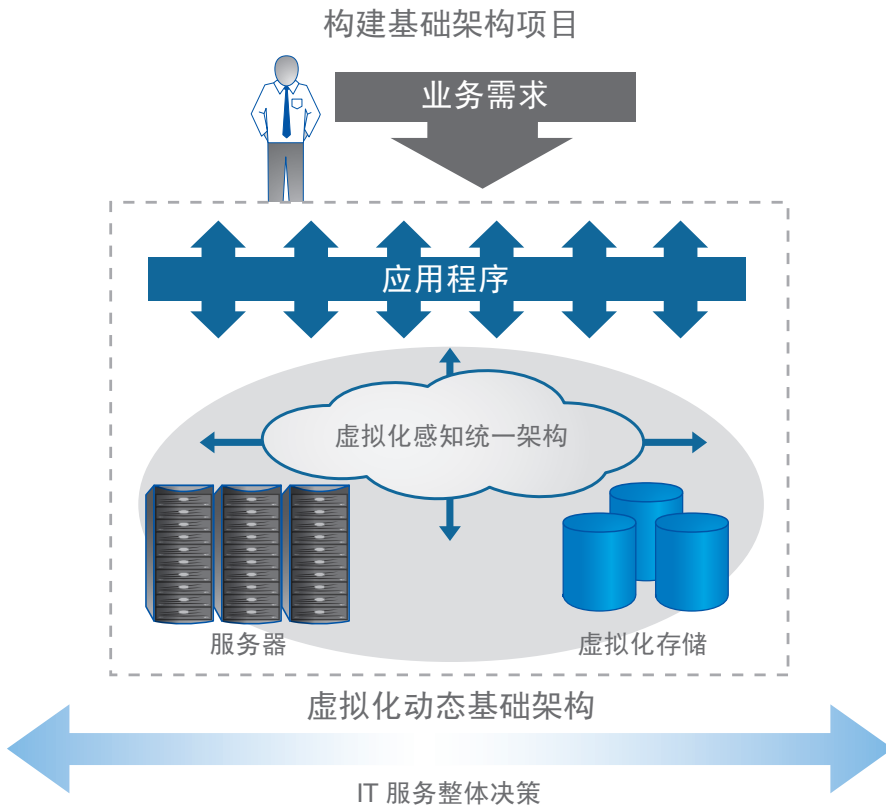 构建基础架构项目
业务需求
应用程序
虚拟化感知统一架构
服务器
虚拟化存储
虚拟化动态基础架构
IT 服务整体决策